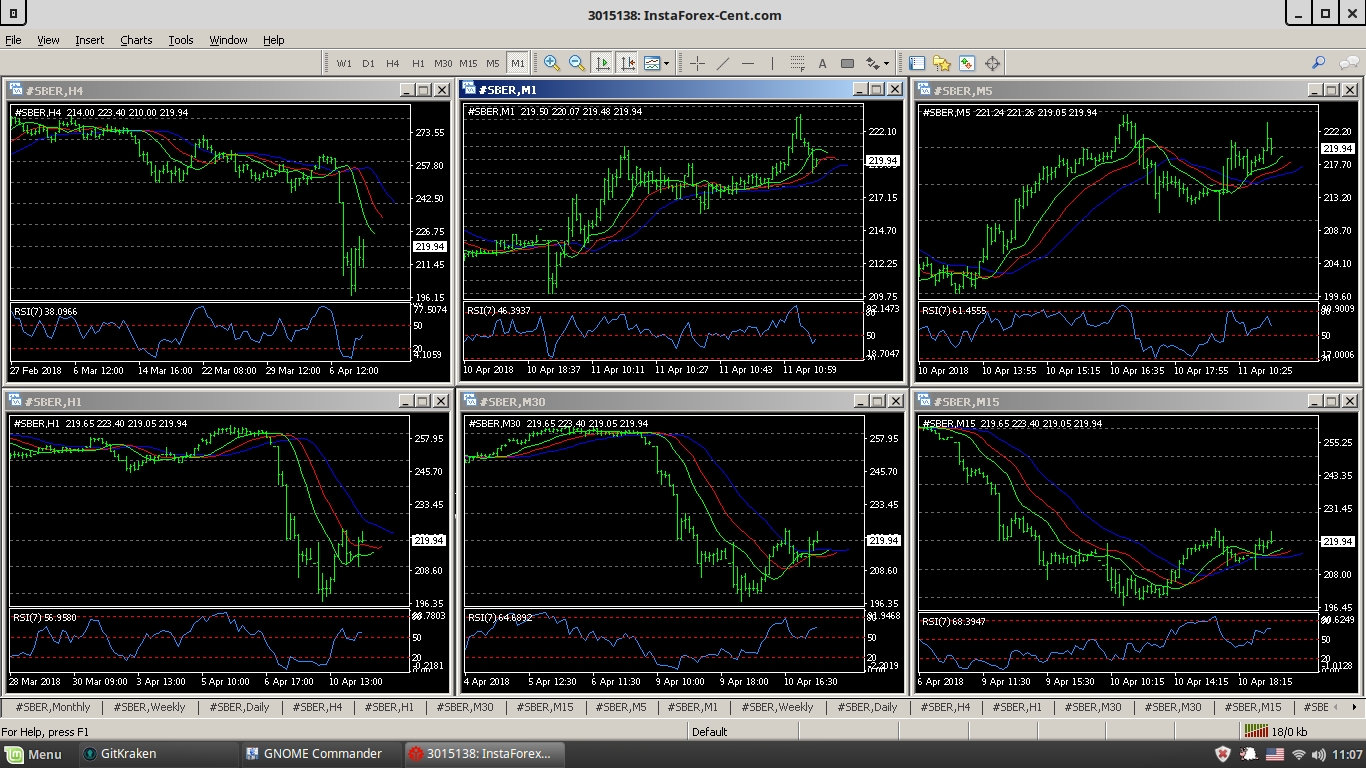 3015138: InstaForex-Cent.com
File View Insert Charts Tools Window Help
W1 D1 H4 H1 M30 M15 M5 M1
A
#SBER,H4
#SBER,H4 214.00 223.40 210.00 219.94
273.55
257.80
242.50
226.75
219.94
211.45
196.15
RSI(7) 38.0966
77.5074
50
20
4.1059
27 Feb 2018 6 Mar 12:00 14 Mar 16:00 22 Mar 08:00 29 Mar 12:00 6 Apr 12:00
#SBER,M1
#SBER,M1 219.50 220.07 219.48 219.94
222.10
219.94
217.15
214.70
212.25
209.75
RSI(7) 46.3937
82.1473
80
50
18.7047
10 Apr 2018 10 Apr 18:37 11 Apr 10:11 11 Apr 10:27 11 Apr 10:43 11 Apr 10:59
#SBER,M5
#SBER,M5 221.24 221.26 219.05 219.94
222.20
219.94
217.70
213.20
208.70
204.10
199.60
RSI(7) 61.4555
50
10 Apr 2018 10 Apr 13:55 10 Apr 15:15 10 Apr 16:35 10 Apr 17:55 11 Apr 10:25
#SBER,H1
#SBER,H1 219.65 223.40 219.05 219.94
257.95
245.70
233.45
219.94
208.60
196.35
RSI(7) 56.9580
50
20
28 Mar 2018 30 Mar 09:00 3 Apr 13:00 5 Apr 10:00 6 Apr 17:00 10 Apr 13:00
#SBER,M30
#SBER,M30 219.65 223.40 219.05 219.94
257.95
245.70
233.45
219.94
208.60
196.35
RSI(7) 64.6892
80
50
20
4 Apr 2018 5 Apr 12:30 6 Apr 11:30 9 Apr 10:00 9 Apr 18:00 10 Apr 16:30
#SBER,M15
#SBER,M15 219.65 223.40 219.05 219.94
255.25
243.35
231.45
219.94
208.00
196.45
RSI(7) 68.3947
50
20
6 Apr 2018 9 Apr 11:30 9 Apr 15:30 10 Apr 10:15 10 Apr 14:15 10 Apr 18:15
#SBER,Monthly #SBER,Weekly #SBER,Daily #SBER,H4 #SBER,H1 #SBER,M30 #SBER,M15 #SBER,M5 #SBER,M1 #SBER,Weekly #SBER,Daily #SBER,H4 #SBER,H1 #SBER,M30 #SBER,M30 #SBER,M15 #SBE
For Help, press F1 Default 18/0 kb
Menu GitKraken GNOME Commander 3015138: InstaForex... 11:07